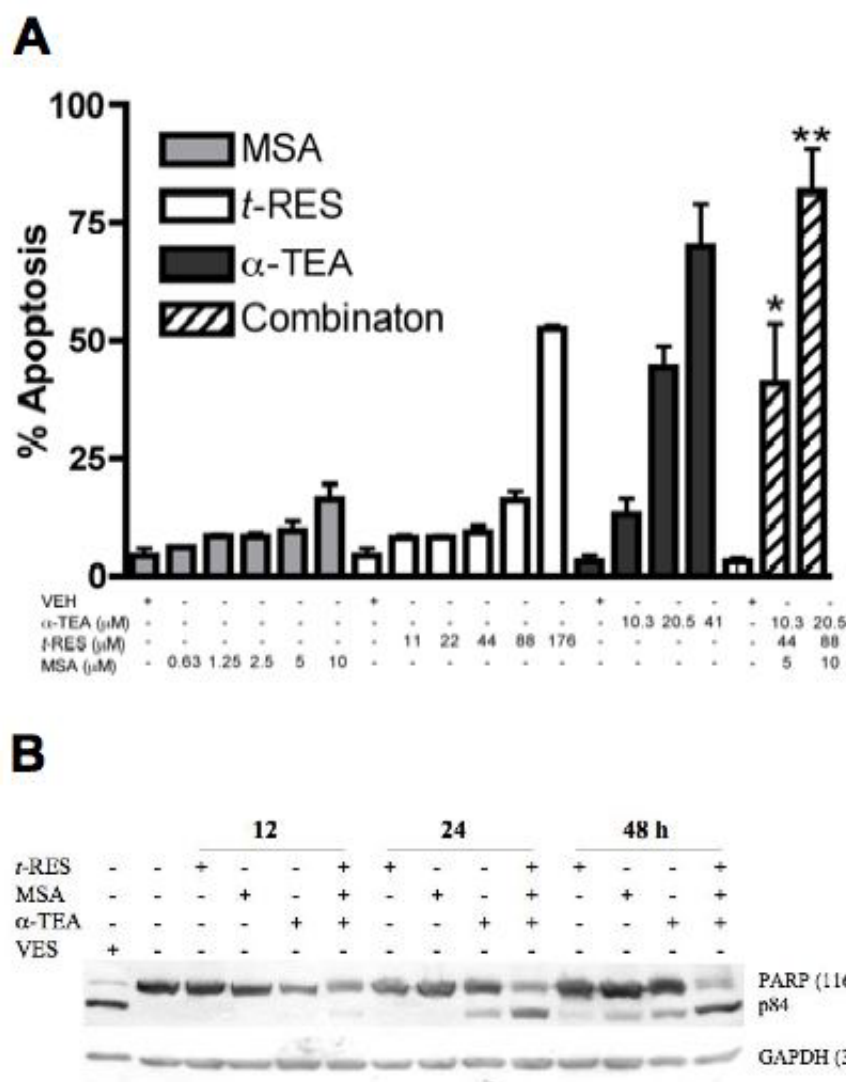 A
100
75
50
25
0
% Apoptosis
MSA
t-RES
α-TEA
Combinaton
*
**
VEH + - - - - - + - - - - - + - - - + - -
α-TEA (μM) - - - - - - - - - - - - - 10.3 20.5 41 - 10.3 20.5
t-RES (μM) - - - - - - - 11 22 44 88 176 - - - - - 44 88
MSA (μM) - 0.63 1.25 2.5 5 10 - - - - - - - - - - - 5 10
B
12 24 48 h
t-RES - - + - - + + - - + + - - +
MSA - - - + - + - + - + - + - +
α-TEA - - - - + + - - + + - - + +
VES + - - - - - - - - - - - - -
PARP (116
p84
GAPDH (3